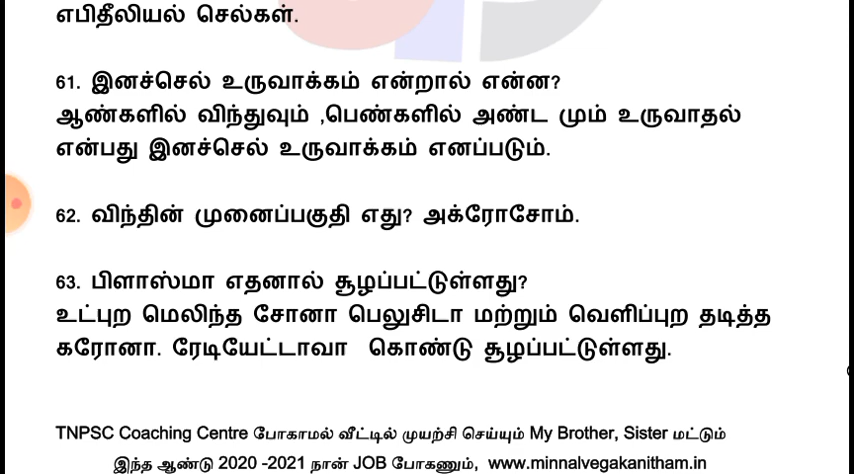 எபிதீலியல் செல்கள்.
61. இனச்செல் உருவாக்கம் என்றால் என்ன?
ஆண்களில் விந்துவும் ,பெண்களில் அண்ட மும் உருவாதல்
என்பது இனச்செல் உருவாக்கம் எனப்படும்.
62. விந்தின் முனைப்பகுதி எது? அக்ரோசோம்.
63. பிளாஸ்மா எதனால் சூழப்பட்டுள்ளது?
உட்புற மெலிந்த சோனா பெலுசிடா மற்றும் வெளிப்புற தடித்த
கரோனா. ரேடியேட்டாவா கொண்டு சூழப்பட்டுள்ளது.
TNPSC Coaching Centre போகாமல் வீட்டில் முயற்சி செய்யும் My Brother, Sister மட்டும்
இந்த ஆண்டு 2020 -2021 நான் JOB போகணும், www.minnalvegakanitham.in